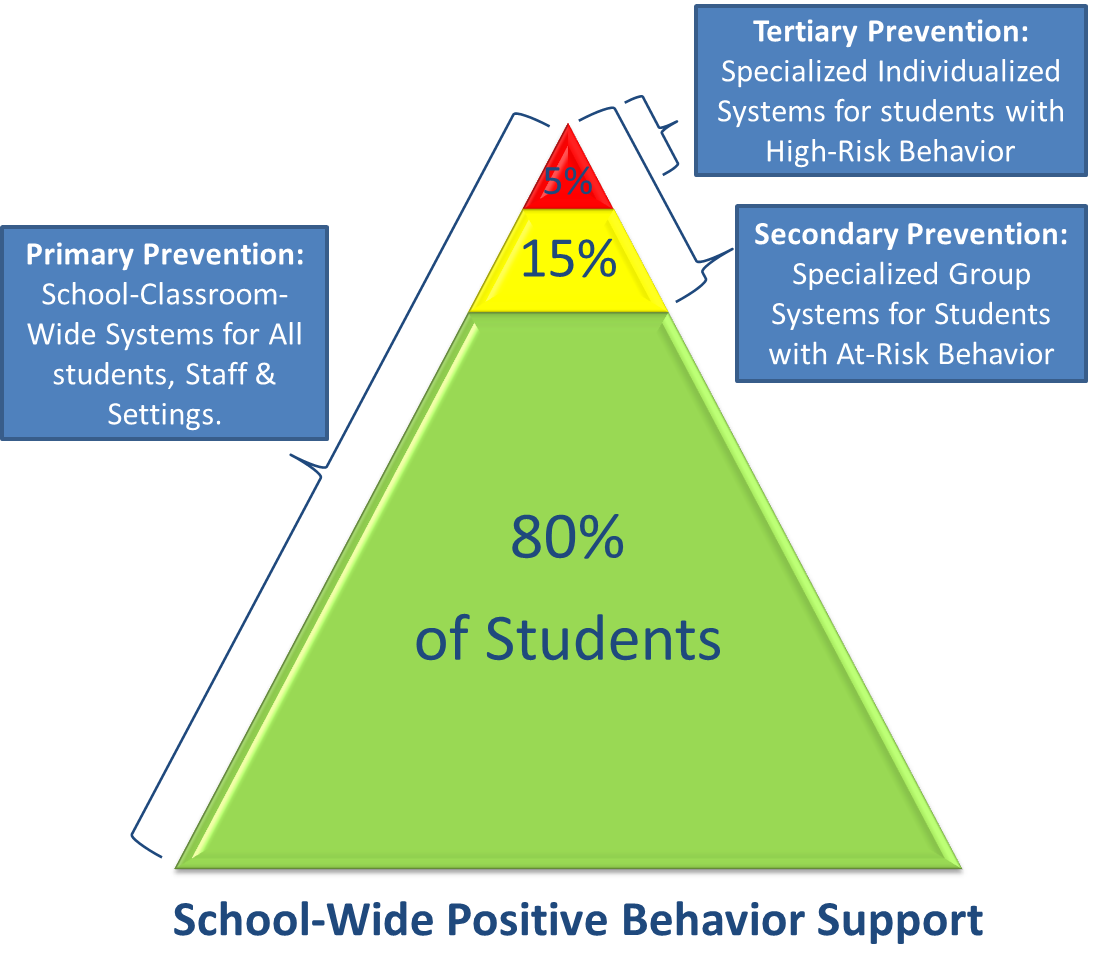 Tertiary Prevention:
Specialized Individualized
Systems for students with
High-Risk Behavior
5%
15%
Secondary Prevention:
Specialized Group
Systems for Students
with At-Risk Behavior
Primary Prevention:
School-Classroom-
Wide Systems for All
students, Staff &
Settings.
80%
of Students
School-Wide Positive Behavior Support